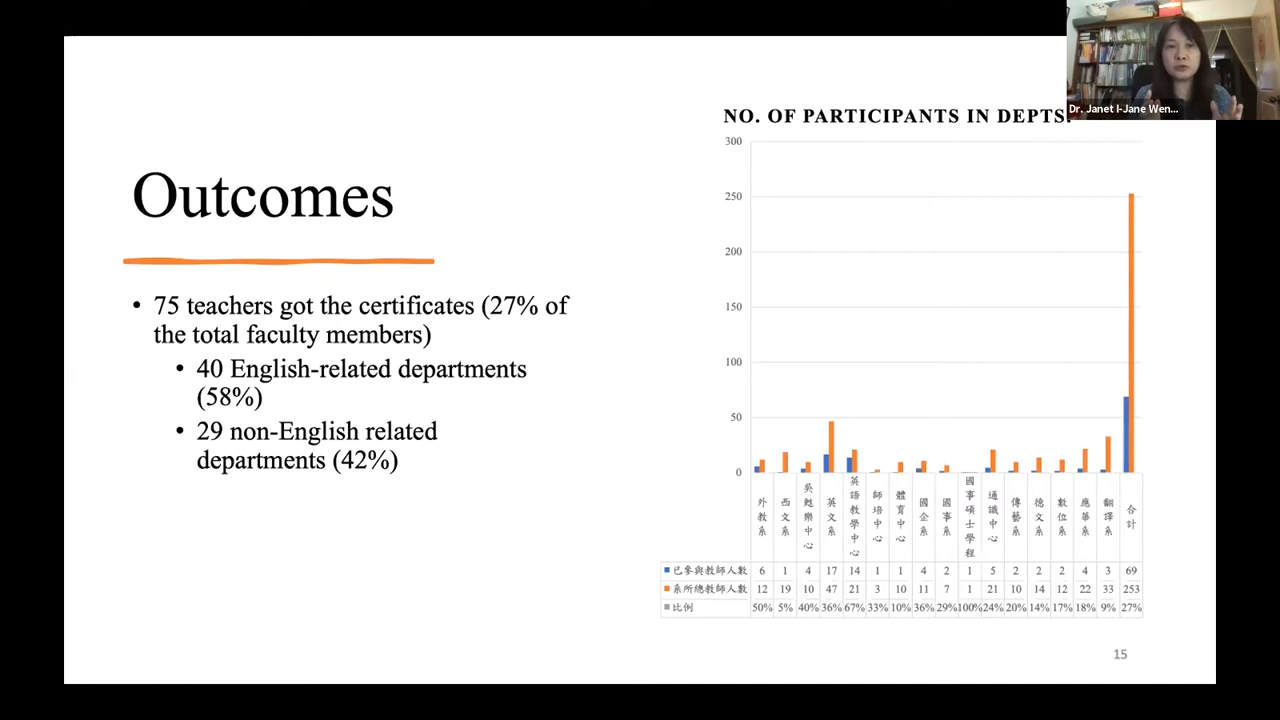 Dr. Janet I-Jane Wen...
NO. OF PARTICIPANTS IN DEPTS.
Outcomes
• 75 teachers got the certificates (27% of
the total faculty members)
• 40 English-related departments
(58%)
• 29 non-English related
departments (42%)
300
250
200
150
100
50
0
外教系 西文系 吳甦樂中心 英文系 英語教學中心 師培中心 體育中心 國企系 國事系 國事碩士學程 通識中心 傳藝系 德文系 數位系 應華系 翻譯系 合計
已參與教師人數 6 1 4 17 14 1 1 4 2 1 5 2 2 2 4 3 69
系所總教師人數 12 19 10 47 21 3 10 11 7 1 21 10 14 12 22 33 253
比例 50% 5% 40% 36% 67% 33% 10% 36% 29% 100% 24% 20% 14% 17% 18% 9% 27%
15